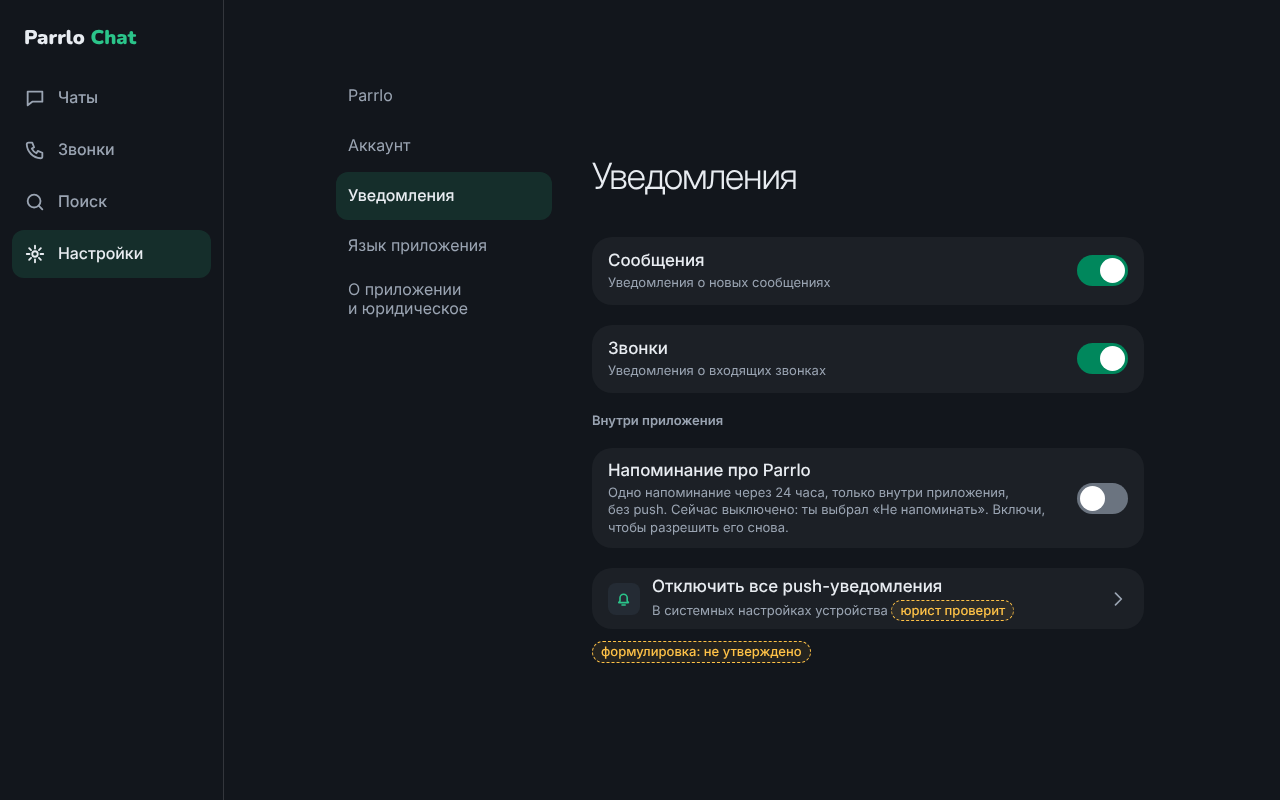 Parrlo Chat
Чаты
Звонки
Поиск
Настройки
Parrlo
Аккаунт
Уведомления
Язык приложения
О приложении
и юридическое
Уведомления
Сообщения
Уведомления о новых сообщениях
Звонки
Уведомления о входящих звонках
Внутри приложения
Напоминание про Parrlo
Одно напоминание через 24 часа, только внутри приложения,
без push. Сейчас выключено: ты выбрал «Не напоминать». Включи,
чтобы разрешить его снова.
Отключить все push-уведомления
В системных настройках устройства юрист проверит
формулировка: не утверждено